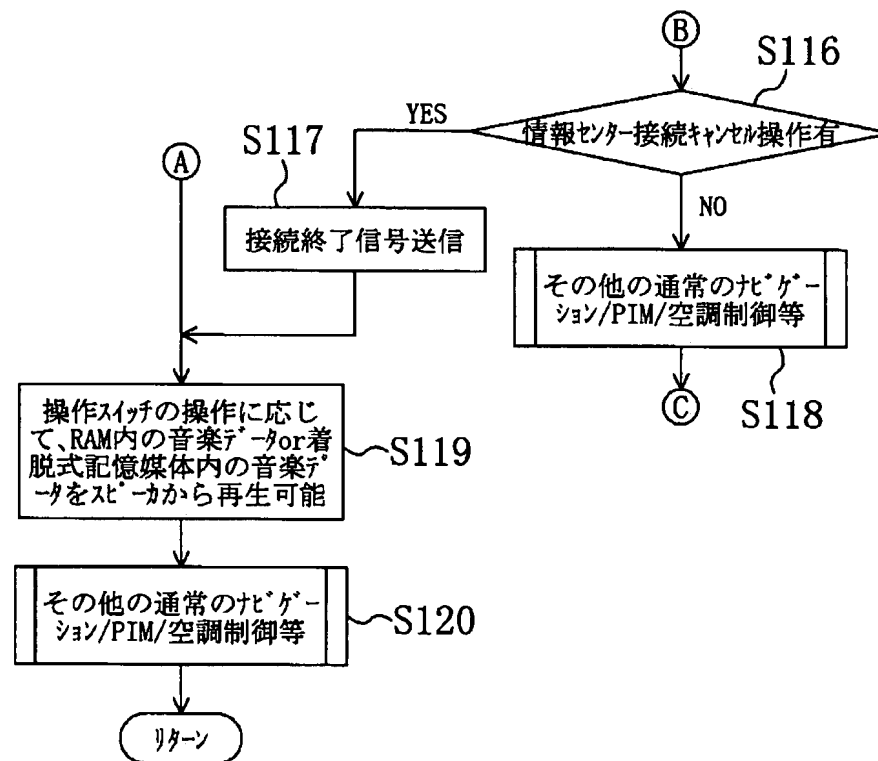 Ⓑ
S116
YES
情報ｾﾝﾀｰ接続ｷｬﾝｾﾙ操作有
S117
Ⓐ
NO
接続終了信号送信
その他の通常のﾅﾋﾞｹﾞｰ
ｼｮﾝ/PIM/空調制御等
Ⓒ
S118
操作ｽｲｯﾁの操作に応じ
て、RAM内の音楽ﾃﾞｰﾀor着
脱式記憶媒体内の音楽ﾃﾞ
ｰﾀをｽﾋﾟｰｶから再生可能
S119
その他の通常のﾅﾋﾞｹﾞｰ
ｼｮﾝ/PIM/空調制御等
S120
ﾘﾀｰﾝ